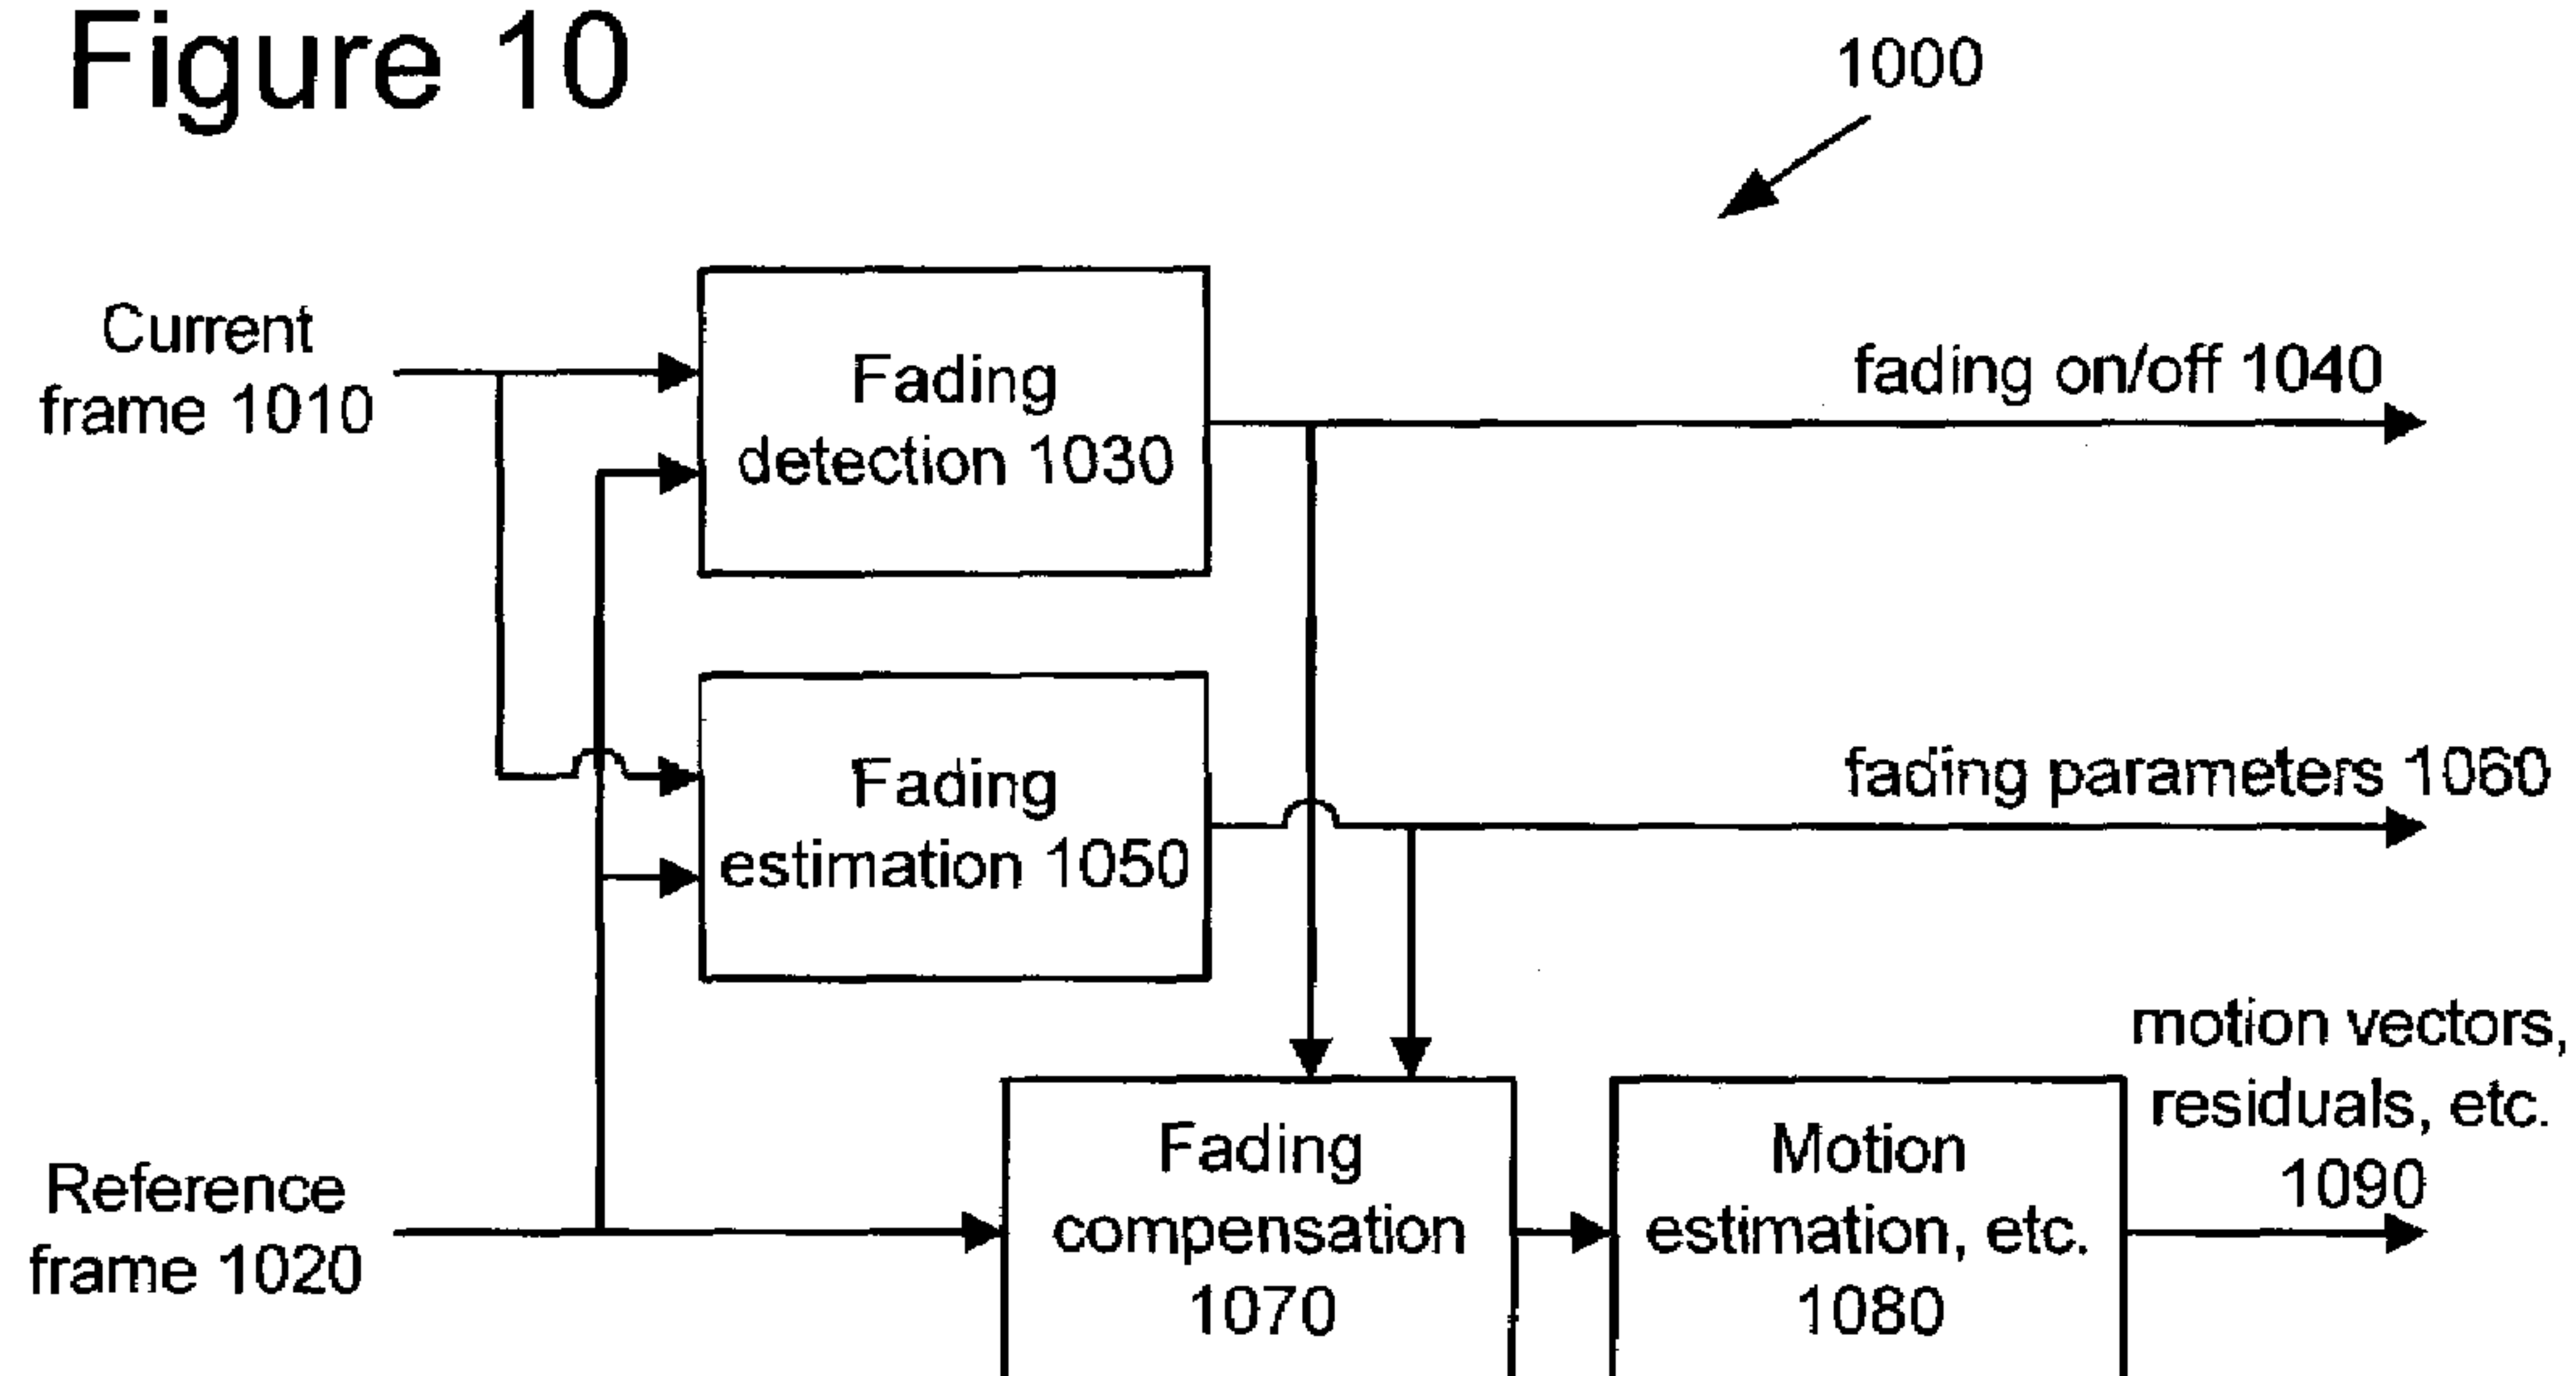 Figure 10
1000
Current
frame 1010
Fading
detection 1030
fading on/off 1040
Fading
estimation 1050
fading parameters 1060
Reference
frame 1020
Fading
compensation
1070
Motion
estimation, etc.
1080
motion vectors,
residuals, etc.
1090